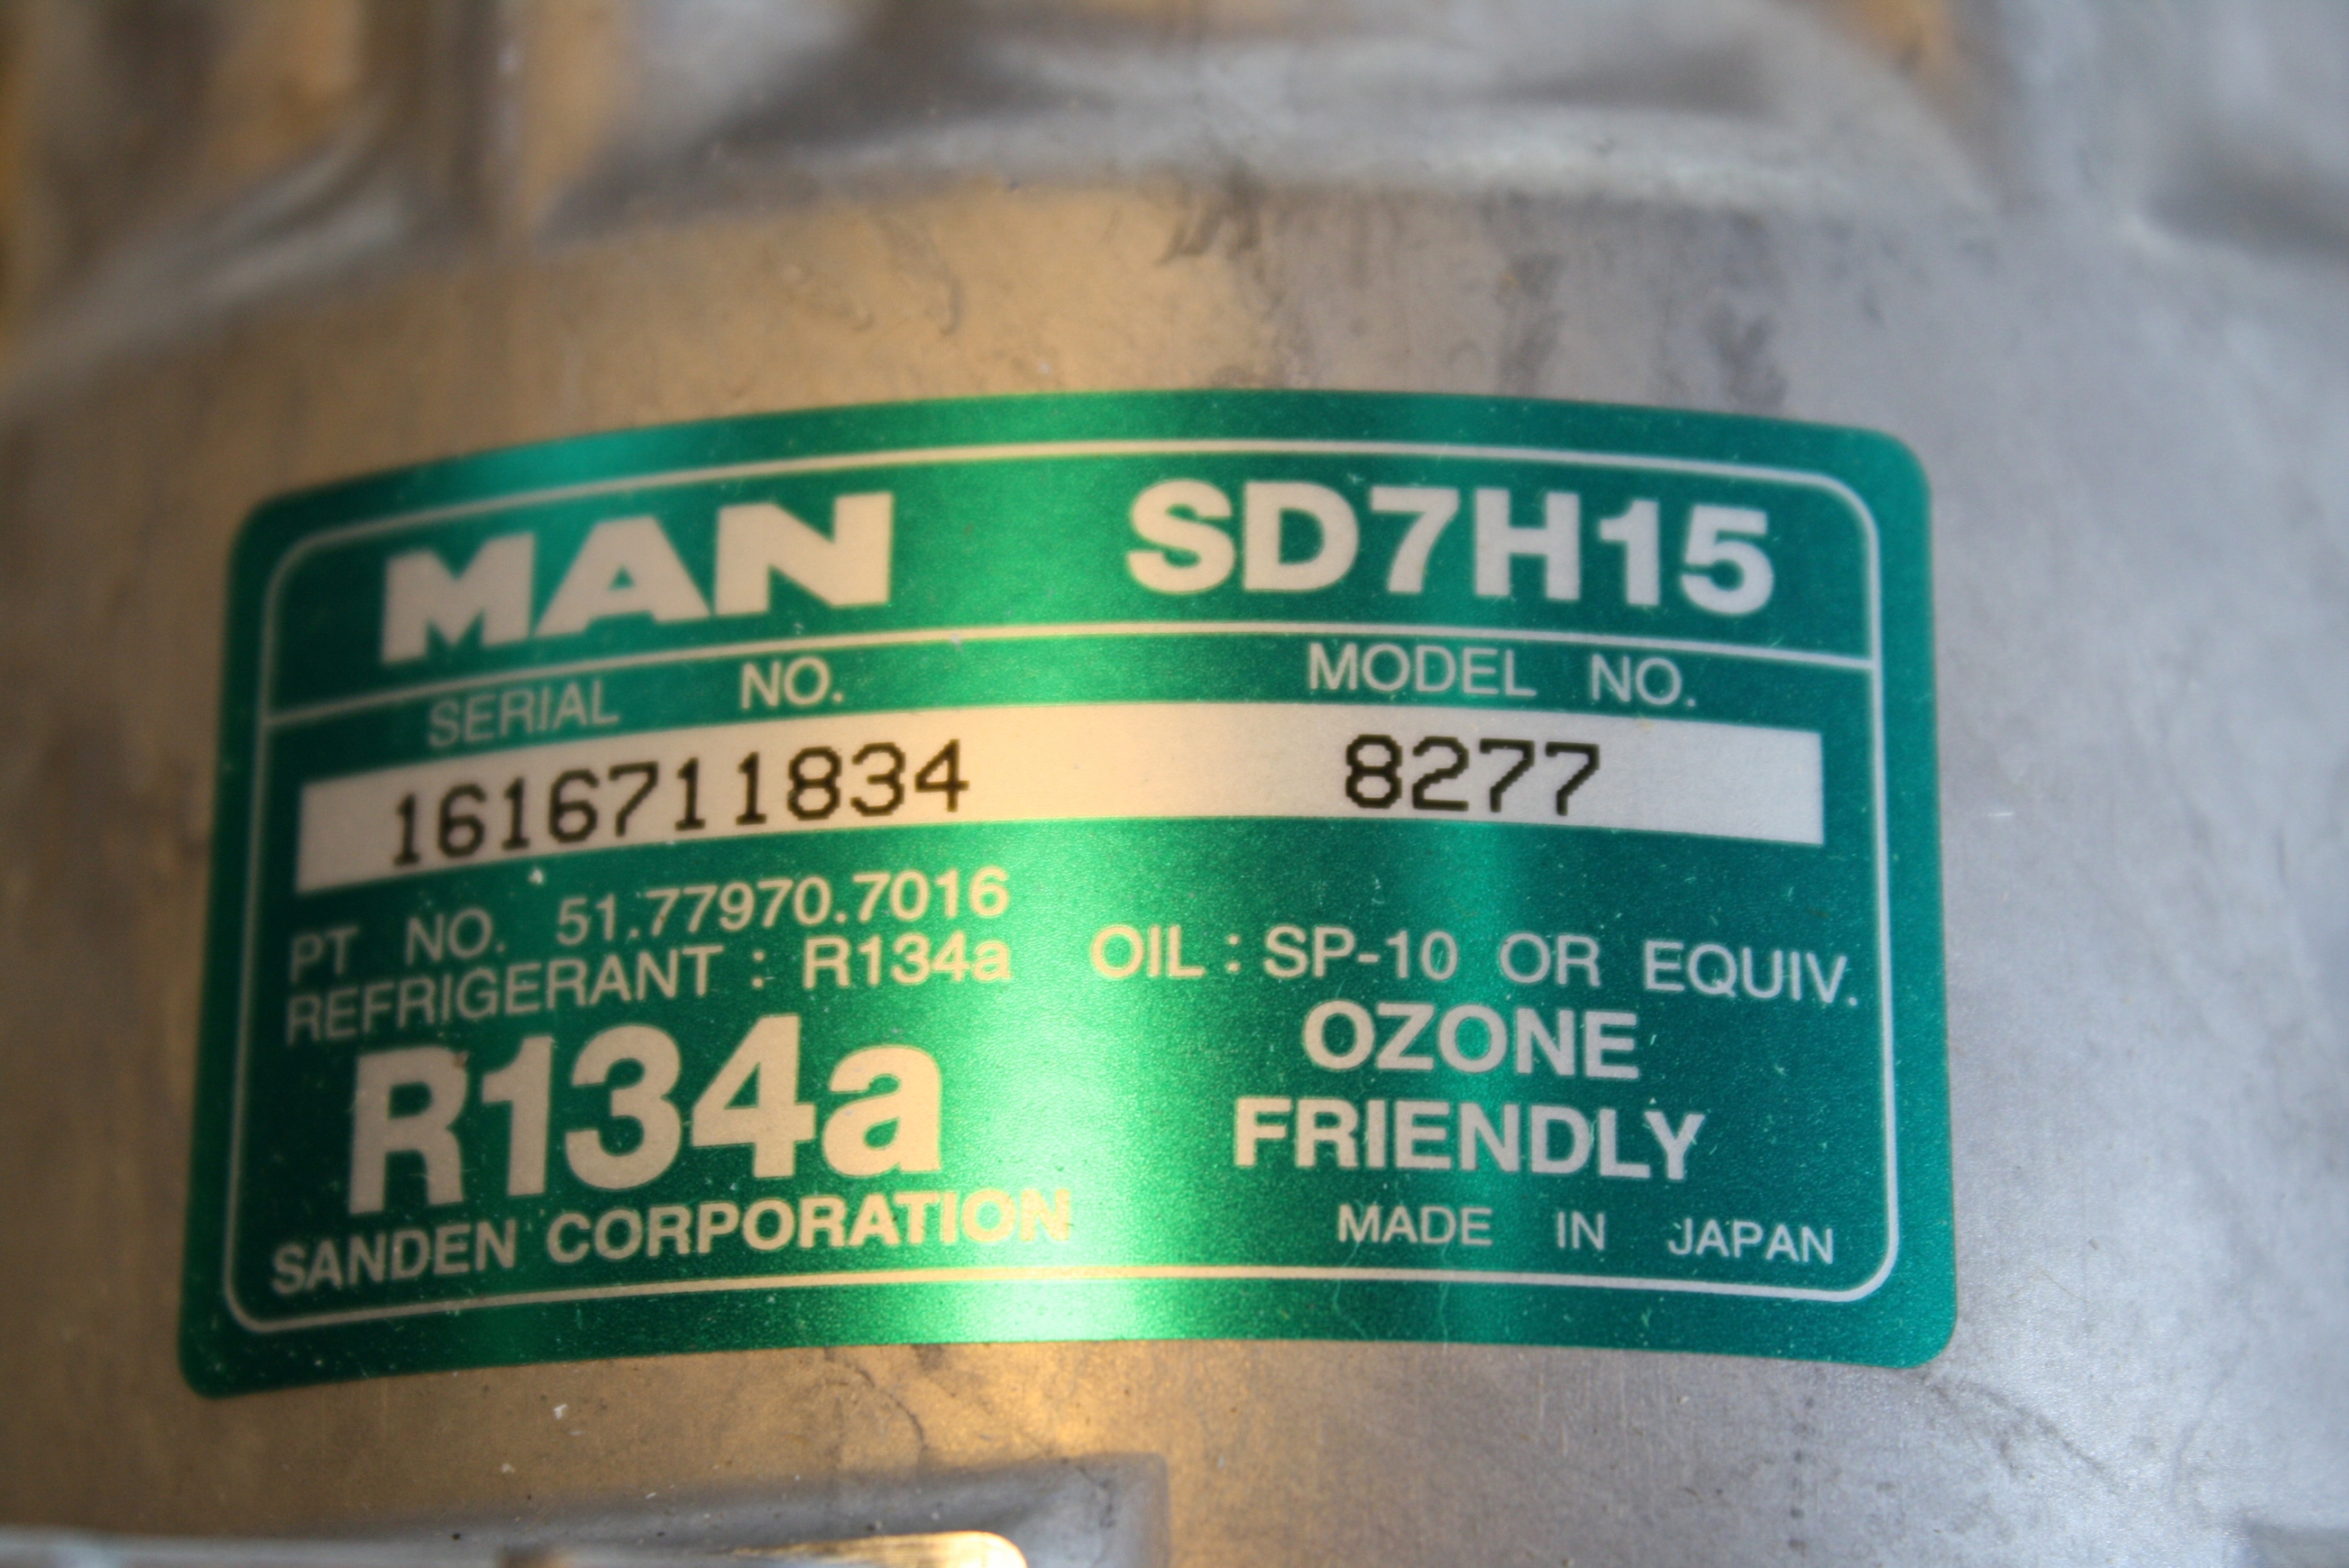 MAN SD7H15
SERIAL NO. MODEL NO.
1616711834 8277
PT NO. 51.77970.7016
REFRIGERANT : R134a OIL : SP-10 OR EQUIV.
R134a OZONE
FRIENDLY
SANDEN CORPORATION MADE IN JAPAN